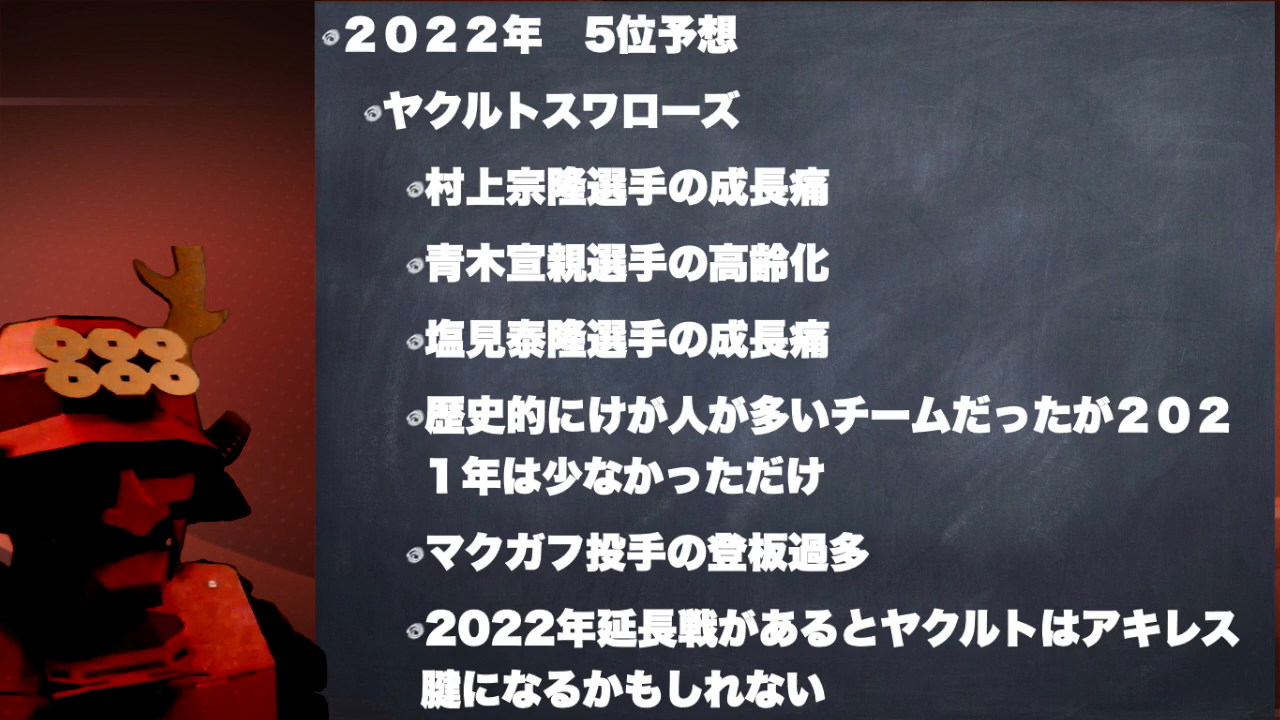 ２０２２年　5位予想
ヤクルトスワローズ
村上宗隆選手の成長痛
青木宣親選手の高齢化
塩見泰隆選手の成長痛
歴史的にけが人が多いチームだったが２０２
１年は少なかっただけ
マクガフ投手の登板過多
2022年延長戦があるとヤクルトはアキレス
腱になるかもしれない